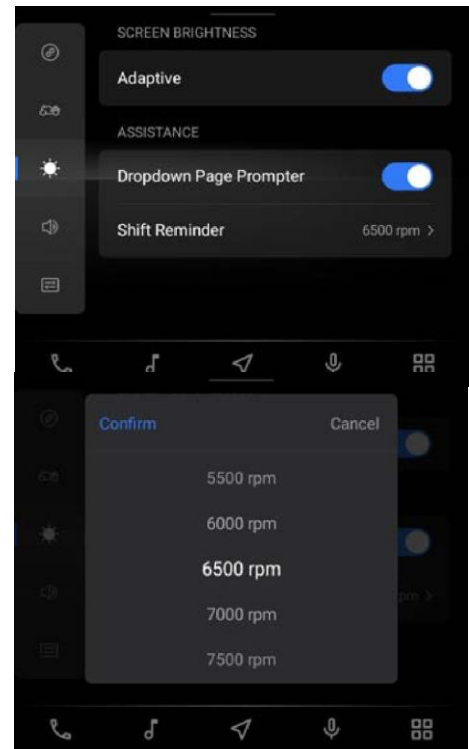 SCREEN BRIGHTNESS
Adaptive
ASSISTANCE
Dropdown Page Prompter
Shift Reminder 6500 rpm >
Confirm Cancel
5500 rpm
6000 rpm
6500 rpm
7000 rpm
rpm >
7500 rpm